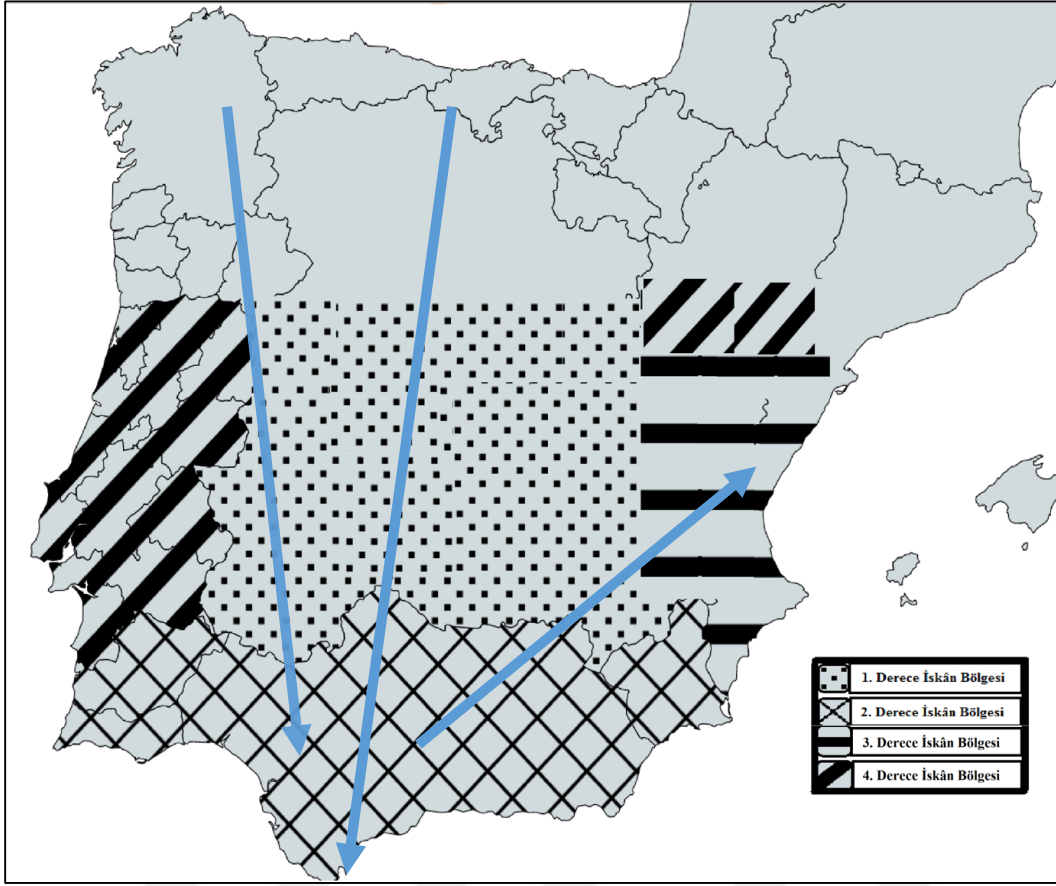 1. Derece İskân Bölgesi
2. Derece İskân Bölgesi
3. Derece İskân Bölgesi
4. Derece İskân Bölgesi